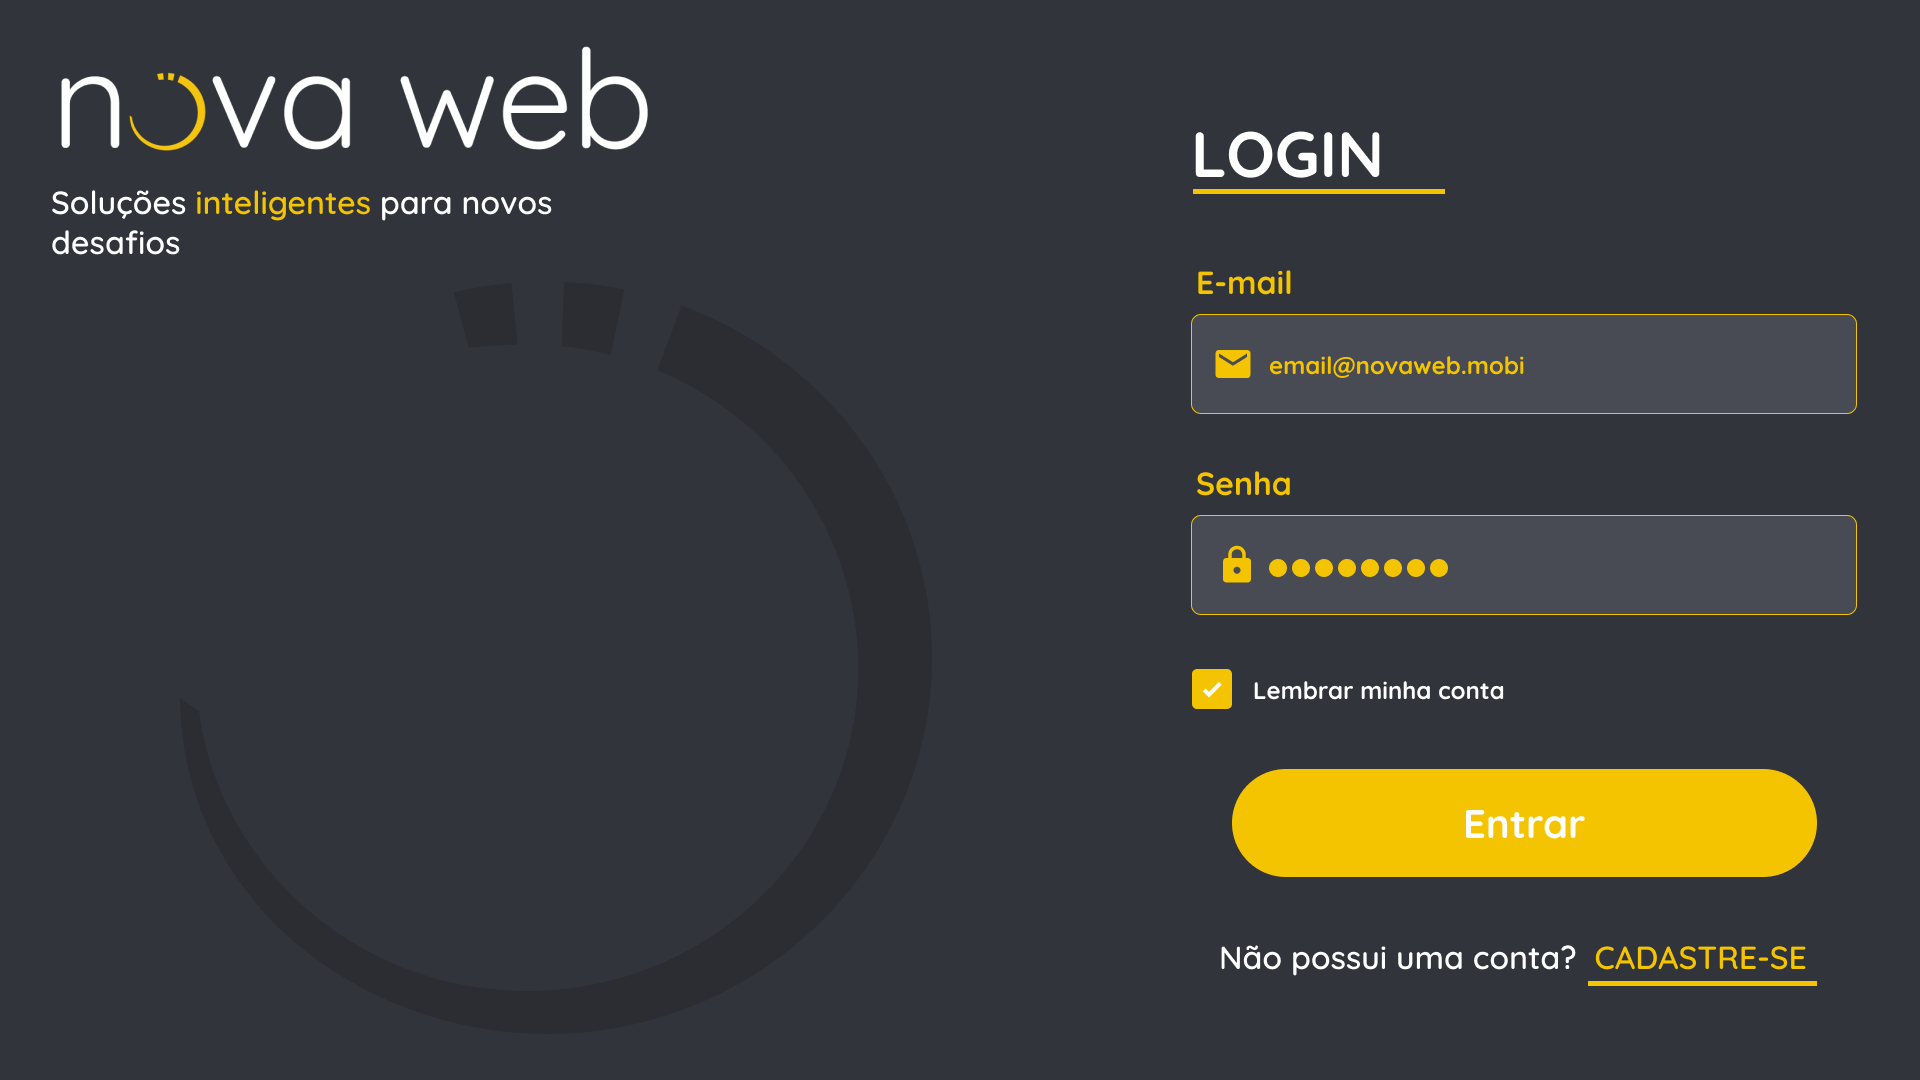 nova web
Soluções inteligentes para novos
desafios
LOGIN
E-mail
email@novaweb.mobi
Senha
●●●●●●●●
Lembrar minha conta
Entrar
Não possui uma conta? CADASTRE-SE